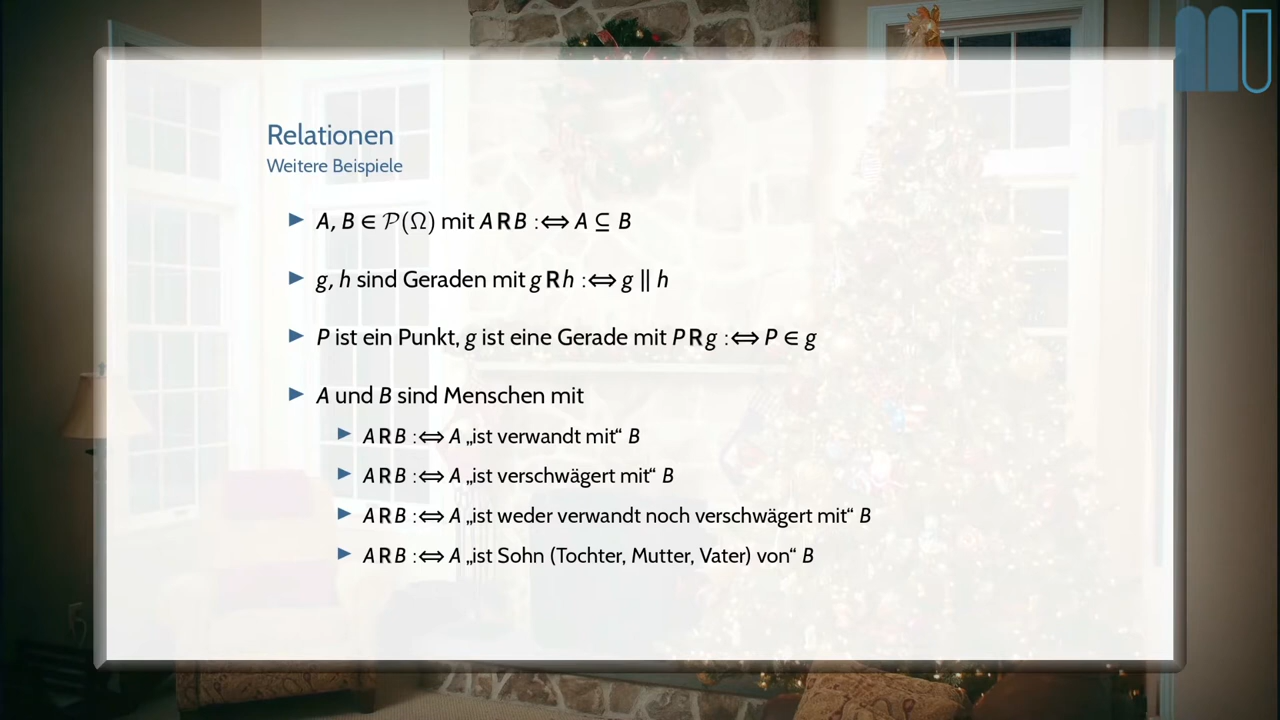 Relationen
Weitere Beispiele
► A, B ∈ 𝒫(Ω) mit A R B :⟺ A ⊆ B
► g, h sind Geraden mit g R h :⟺ g ∥ h
► P ist ein Punkt, g ist eine Gerade mit P R g :⟺ P ∈ g
► A und B sind Menschen mit
► A R B :⟺ A „ist verwandt mit“ B
► A R B :⟺ A „ist verschwägert mit“ B
► A R B :⟺ A „ist weder verwandt noch verschwägert mit“ B
► A R B :⟺ A „ist Sohn (Tochter, Mutter, Vater) von“ B